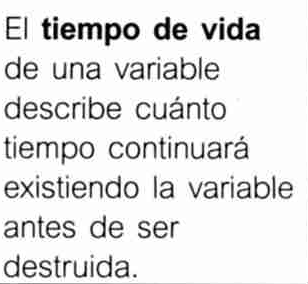 El tiempo de vida
de una variable
describe cuánto
tiempo continuará
existiendo la variable
antes de ser
destruida.